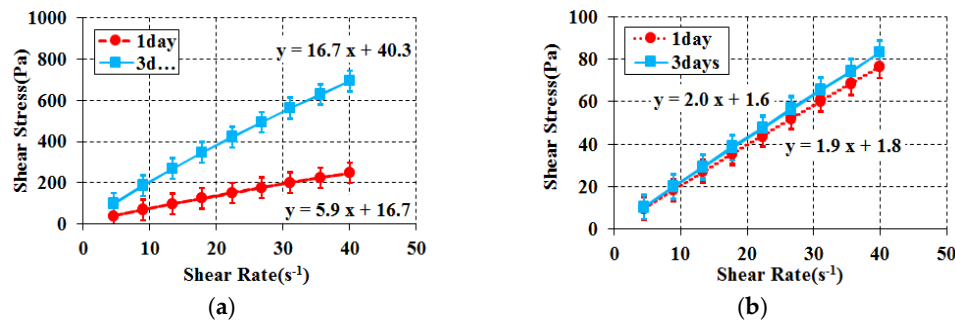 1000
800
600
400
200
0
Shear Stress(Pa)
1day
3d…
y = 16.7 x + 40.3
y = 5.9 x + 16.7
0 10 20 30 40 50
Shear Rate(s-1)
(a)
100
80
60
40
20
0
Shear Stress(Pa)
1day
3days
y = 2.0 x + 1.6
y = 1.9 x + 1.8
0 10 20 30 40 50
Shear Rate(s-1)
(b)